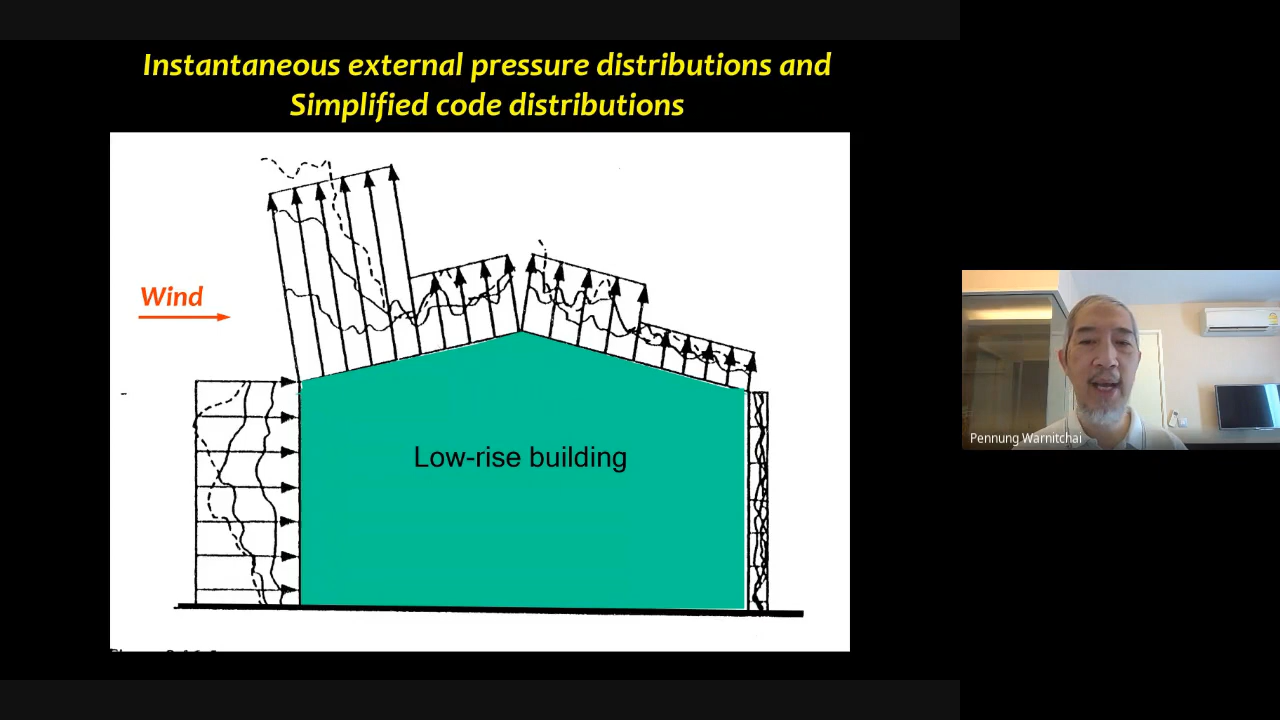 Instantaneous external pressure distributions and
Simplified code distributions
Wind
Low-rise building
Pennung Warnitchai